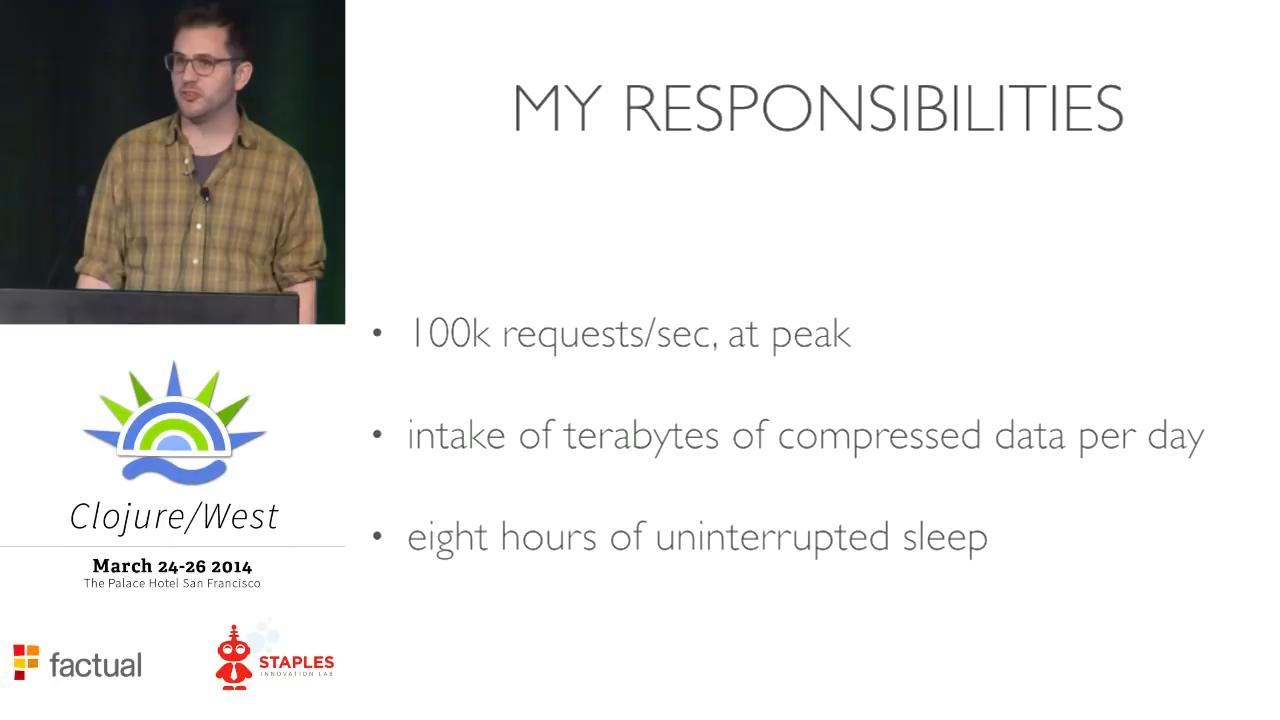 MY RESPONSIBILITIES
• 100k requests/sec, at peak
• intake of terabytes of compressed data per day
• eight hours of uninterrupted sleep
Clojure/West
March 24-26 2014
The Palace Hotel San Francisco
factual
STAPLES
INNOVATION LAB